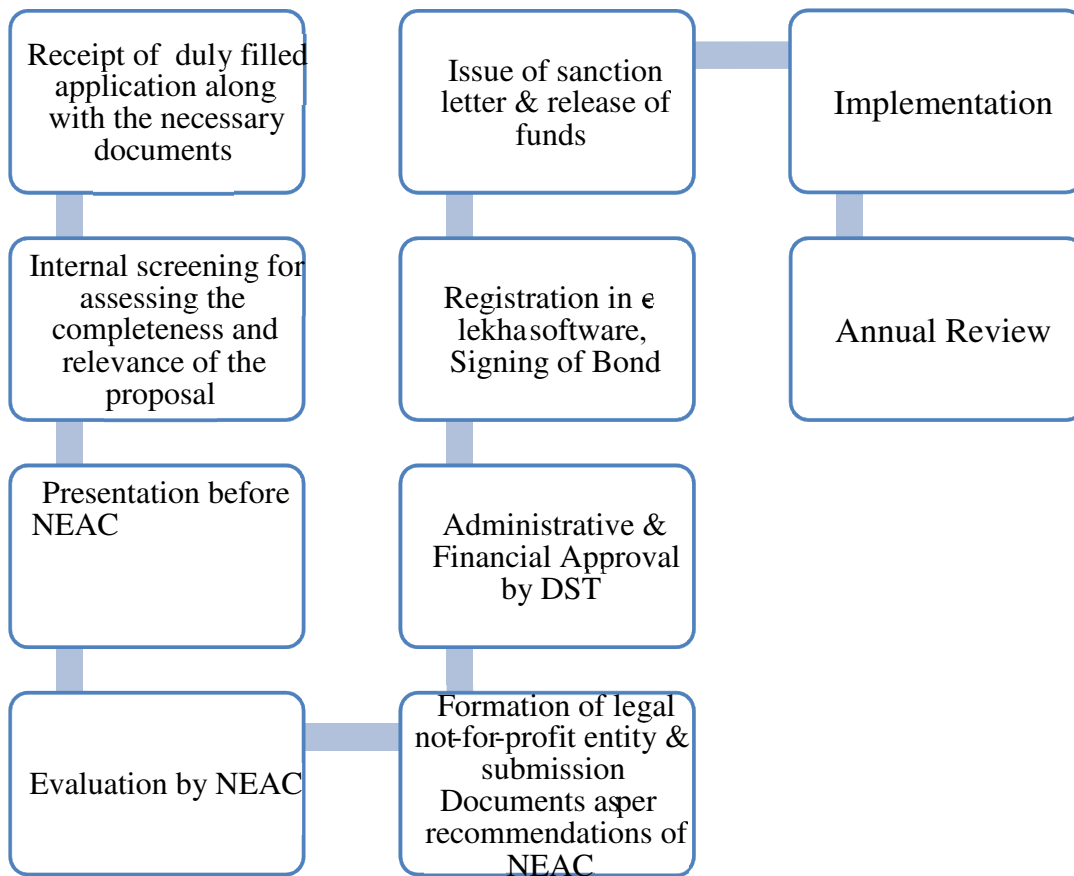 Receipt of duly filled
application along
with the necessary
documents
Internal screening for
assessing the
completeness and
relevance of the
proposal
Presentation before
NEAC
Evaluation by NEAC
Formation of legal
not-for-profit entity &
submission
Documents as per
recommendations of
NEAC
Administrative &
Financial Approval
by DST
Registration in e-
lekha software,
Signing of Bond
Issue of sanction
letter & release of
funds
Implementation
Annual Review